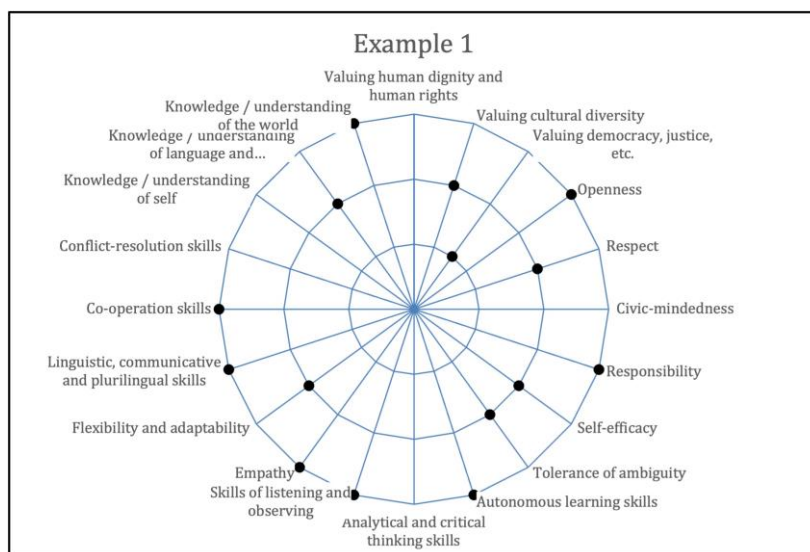 Example 1
Valuing human dignity and
human rights
Valuing cultural diversity
Valuing democracy, justice,
etc.
Openness
Respect
Civic-mindedness
Responsibility
Self-efficacy
Tolerance of ambiguity
Autonomous learning skills
Analytical and critical
thinking skills
Skills of listening and
observing
Empathy
Flexibility and adaptability
Linguistic, communicative
and plurilingual skills
Co-operation skills
Conflict-resolution skills
Knowledge / understanding
of self
Knowledge / understanding
of language and...
Knowledge / understanding
of the world